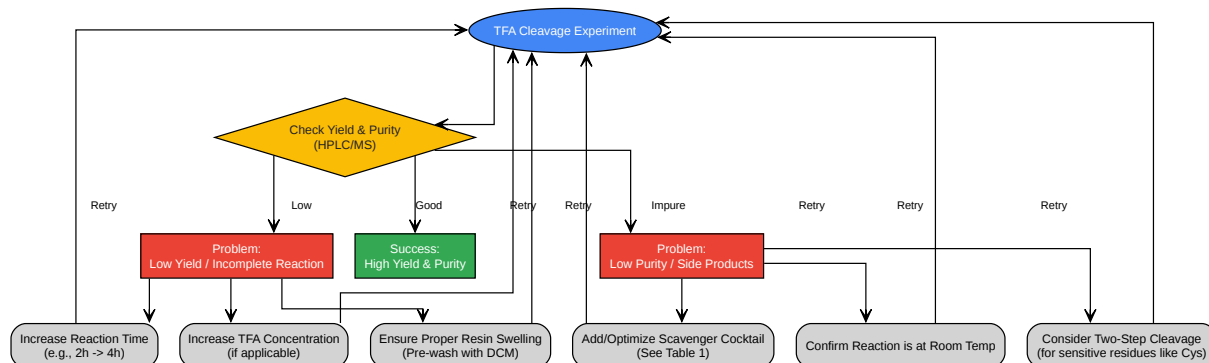 TFA Cleavage Experiment
Check Yield & Purity
(HPLC/MS)
Retry
Low
Good
Retry
Retry
Impure
Retry
Retry
Retry
Problem:
Low Yield / Incomplete Reaction
Success:
High Yield & Purity
Problem:
Low Purity / Side Products
Increase Reaction Time
(e.g., 2h -> 4h)
Increase TFA Concentration
(if applicable)
Ensure Proper Resin Swelling
(Pre-wash with DCM)
Add/Optimize Scavenger Cocktail
(See Table 1)
Confirm Reaction is at Room Temp
Consider Two-Step Cleavage
(for sensitive residues like Cys)